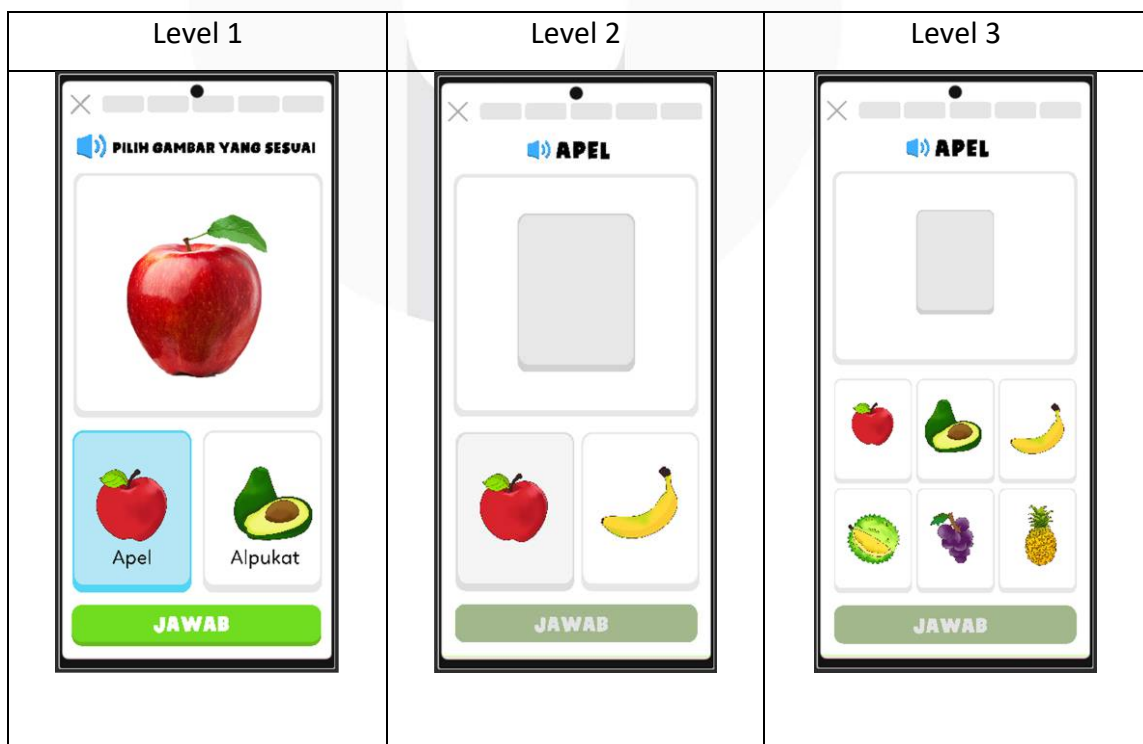 Level 1
Level 2
Level 3
PILIH GAMBAR YANG SESUAI
Apel
Alpukat
JAWAB
APEL
JAWAB
APEL
JAWAB